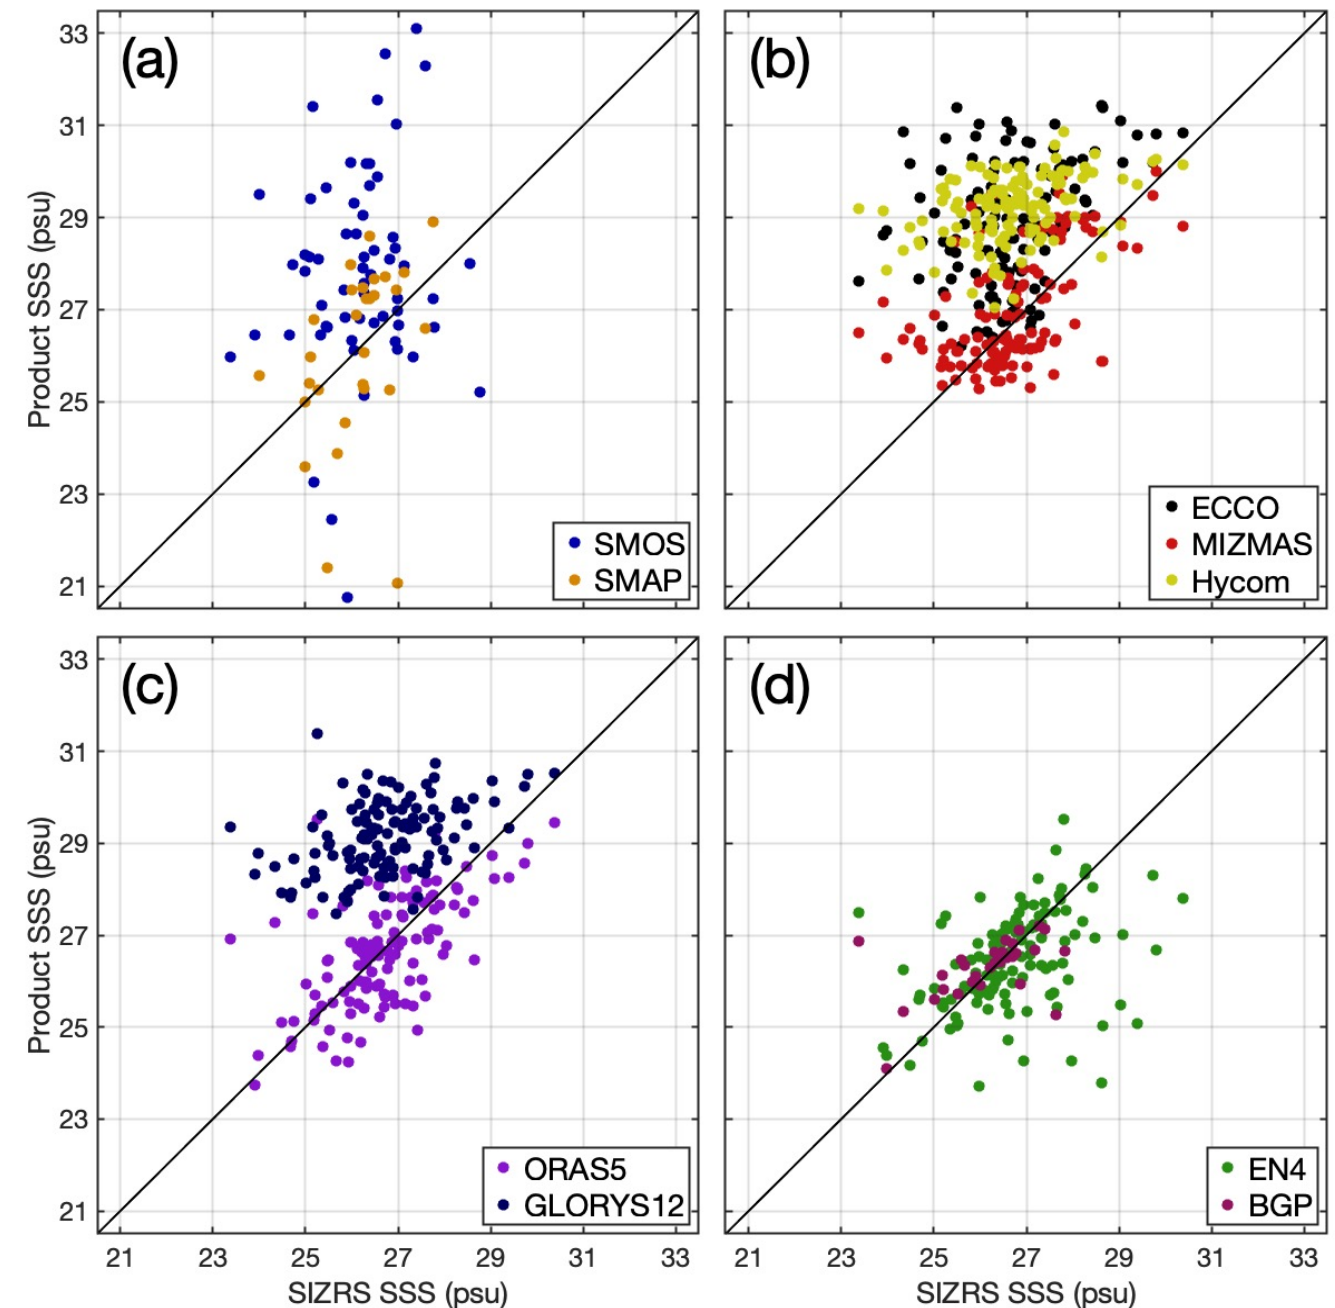 (a)
33
31
29
27
25
23
21
Product SSS (psu)
SMOS
SMAP
(b)
ECCO
MIZMAS
Hycom
(c)
33
31
29
27
25
23
21
Product SSS (psu)
ORAS5
GLORYS12
21 23 25 27 29 31 33
SIZRS SSS (psu)
(d)
EN4
BGP
21 23 25 27 29 31 33
SIZRS SSS (psu)